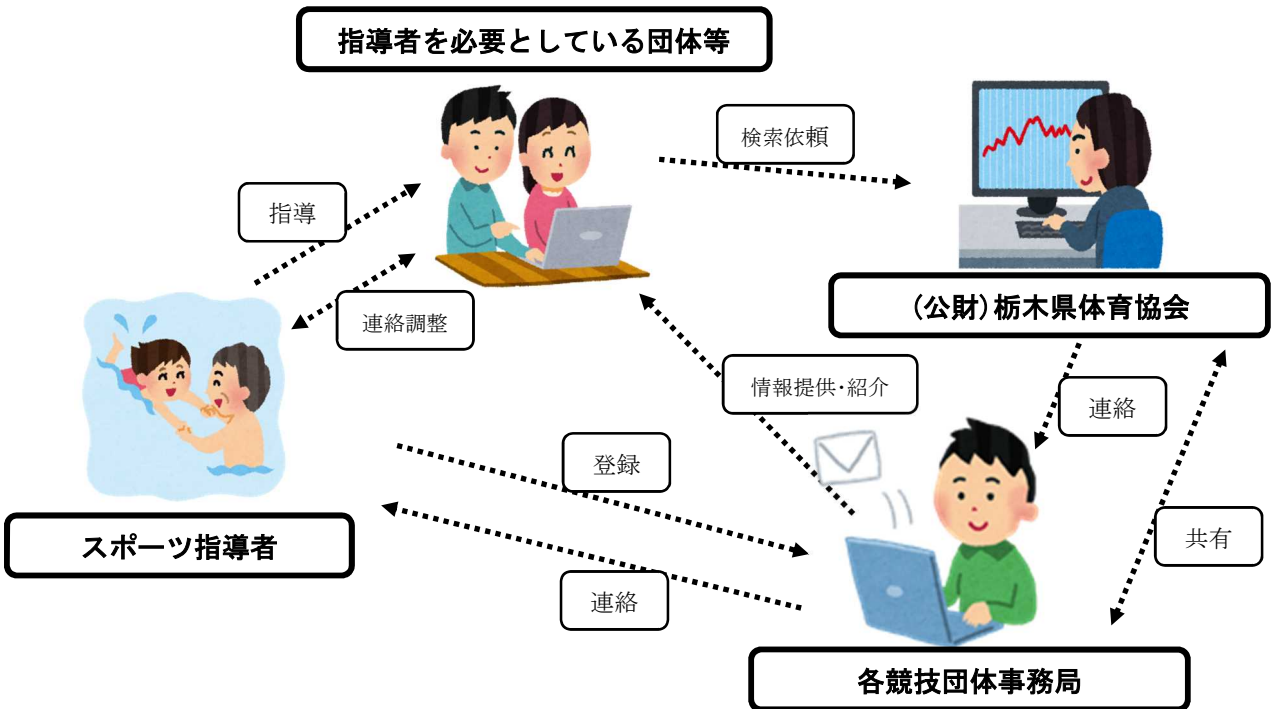 指導者を必要としている団体等
検索依頼
指導
連絡調整
(公財)栃木県体育協会
情報提供・紹介
連絡
登録
スポーツ指導者
共有
連絡
各競技団体事務局